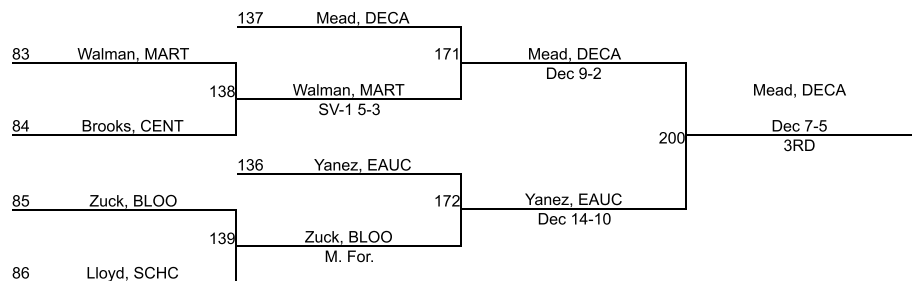 137 Mead, DECA
83 Walman, MART
171 Mead, DECA
Dec 9-2
138 Walman, MART
SV-1 5-3
Mead, DECA
84 Brooks, CENT
Dec 7-5
200
3RD
136 Yanez, EAUC
85 Zuck, BLOO
172 Yanez, EAUC
Dec 14-10
139 Zuck, BLOO
M. For.
86 Lloyd, SCHC